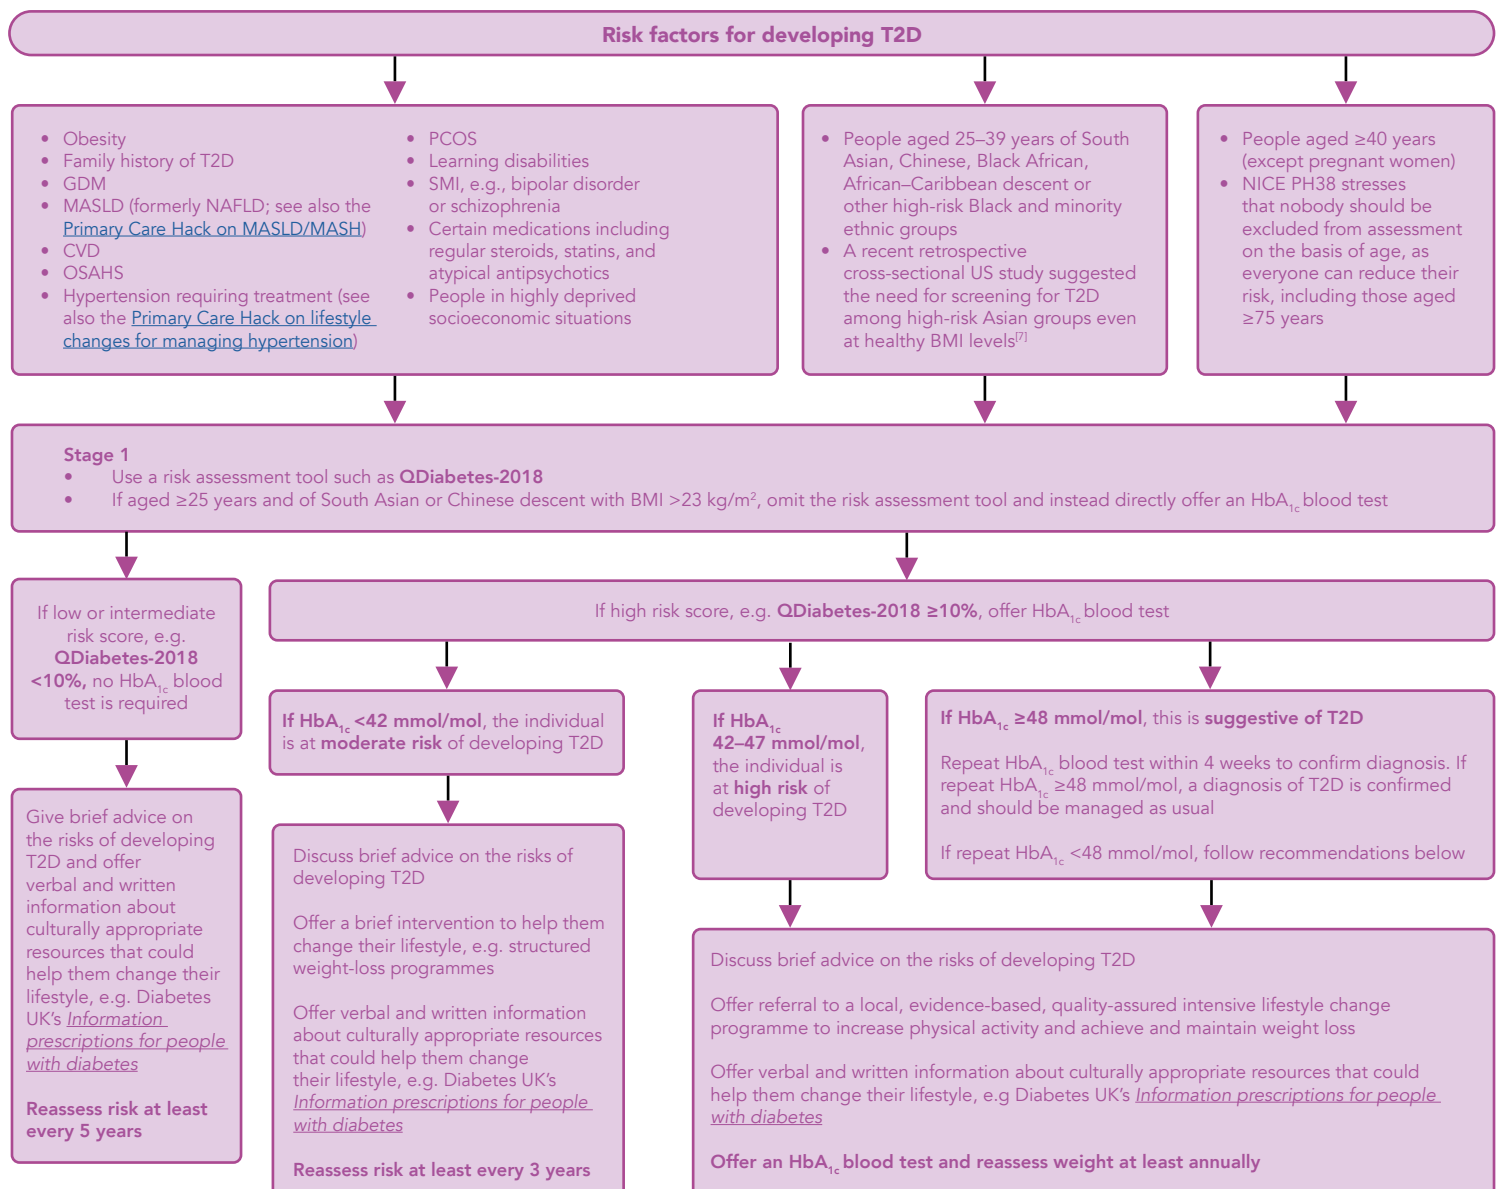 Risk factors for developing T2D
• Obesity
• Family history of T2D
• GDM
• MASLD (formerly NAFLD; see also the
Primary Care Hack on MASLD/MASH)
• CVD
• OSAHS
• Hypertension requiring treatment (see
also the Primary Care Hack on lifestyle
changes for managing hypertension)
• PCOS
• Learning disabilities
• SMI, e.g., bipolar disorder
or schizophrenia
• Certain medications including
regular steroids, statins, and
atypical antipsychotics
• People in highly deprived
socioeconomic situations
• People aged 25–39 years of South
Asian, Chinese, Black African,
African–Caribbean descent or
other high-risk Black and minority
ethnic groups
• A recent retrospective
cross-sectional US study suggested
the need for screening for T2D
among high-risk Asian groups even
at healthy BMI levels[7]
• People aged ≥40 years
(except pregnant women)
• NICE PH38 stresses
that nobody should be
excluded from assessment
on the basis of age, as
everyone can reduce their
risk, including those aged
≥75 years
Stage 1
• Use a risk assessment tool such as QDiabetes-2018
• If aged ≥25 years and of South Asian or Chinese descent with BMI >23 kg/m², omit the risk assessment tool and instead directly offer an HbA1c blood test
If low or intermediate
risk score, e.g.
QDiabetes-2018
<10%, no HbA1c blood
test is required
Give brief advice on
the risks of developing
T2D and offer
verbal and written
information about
culturally appropriate
resources that could
help them change their
lifestyle, e.g. Diabetes
UK's Information
prescriptions for people
with diabetes
Reassess risk at least
every 5 years
If high risk score, e.g. QDiabetes-2018 ≥10%, offer HbA1c blood test
If HbA1c <42 mmol/mol, the individual
is at moderate risk of developing T2D
Discuss brief advice on the risks of
developing T2D
Offer a brief intervention to help them
change their lifestyle, e.g. structured
weight-loss programmes
Offer verbal and written information
about culturally appropriate resources
that could help them change
their lifestyle, e.g. Diabetes UK's
Information prescriptions for people
with diabetes
Reassess risk at least every 3 years
If HbA1c
42–47 mmol/mol,
the individual is
at high risk of
developing T2D
If HbA1c ≥48 mmol/mol, this is suggestive of T2D
Repeat HbA1c blood test within 4 weeks to confirm diagnosis. If
repeat HbA1c ≥48 mmol/mol, a diagnosis of T2D is confirmed
and should be managed as usual
If repeat HbA1c <48 mmol/mol, follow recommendations below
Discuss brief advice on the risks of developing T2D
Offer referral to a local, evidence-based, quality-assured intensive lifestyle change
programme to increase physical activity and achieve and maintain weight loss
Offer verbal and written information about culturally appropriate resources that could
help them change their lifestyle, e.g Diabetes UK's Information prescriptions for people
with diabetes
Offer an HbA1c blood test and reassess weight at least annually